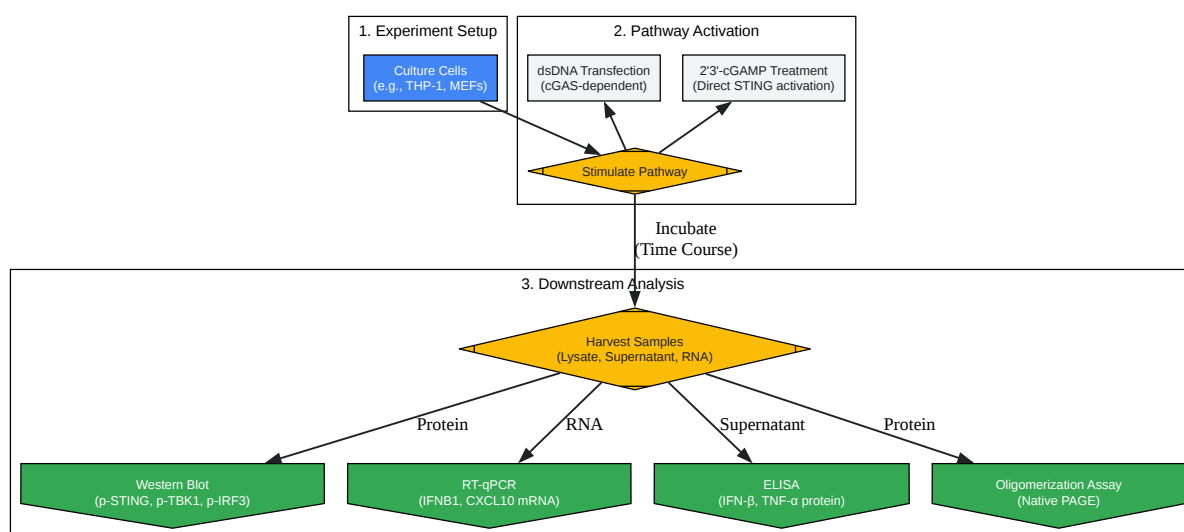 1. Experiment Setup
Culture Cells
(e.g., THP-1, MEFs)
2. Pathway Activation
dsDNA Transfection
(cGAS-dependent)
2'3'-cGAMP Treatment
(Direct STING activation)
Stimulate Pathway
Incubate
(Time Course)
3. Downstream Analysis
Harvest Samples
(Lysate, Supernatant, RNA)
Protein
RNA
Supernatant
Protein
Western Blot
(p-STING, p-TBK1, p-IRF3)
RT-qPCR
(IFNB1, CXCL10 mRNA)
ELISA
(IFN-β, TNF-α protein)
Oligomerization Assay
(Native PAGE)